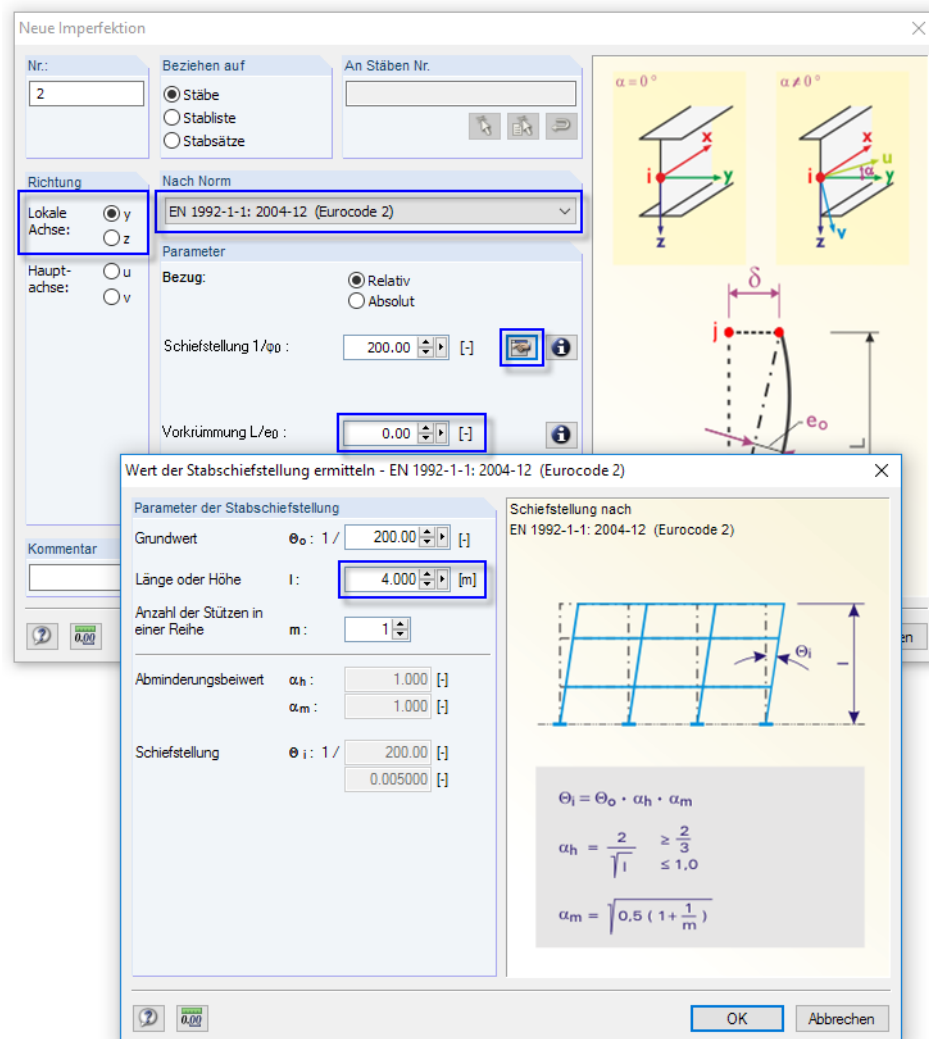 Neue Imperfektion
Nr.:
2
Beziehen auf
Stäbe
Stabliste
Stabsätze
An Stäben Nr.
Richtung
Lokale
Achse:
y
z
Haupt-
achse:
u
v
Nach Norm
EN 1992-1-1: 2004-12 (Eurocode 2)
Parameter
Bezug:
Relativ
Absolut
Schiefstellung 1/φ0 : 200.00 [-]
Vorkrümmung L/e0 : 0.00 [-]
Kommentar
0.00
en
α = 0°
α ≠ 0°
x
i
y
z
x
u
i
α
y
z
v
δ
j
e₀
L
Wert der Stabschiefstellung ermitteln - EN 1992-1-1: 2004-12 (Eurocode 2)
Parameter der Stabschiefstellung
Grundwert Θo : 1 / 200.00 [-]
Länge oder Höhe l : 4.000 [m]
Anzahl der Stützen in
einer Reihe m : 1
Abminderungsbeiwert αh : 1.000 [-]
αm : 1.000 [-]
Schiefstellung Θi : 1 / 200.00 [-]
0.005000 [-]
Schiefstellung nach
EN 1992-1-1: 2004-12 (Eurocode 2)
Θi
l
Θi = Θo · αh · αm
αh = 2/√l ≥ 2/3 ≤ 1,0
αm = √0,5 ( 1 + 1/m )
0.00
OK
Abbrechen